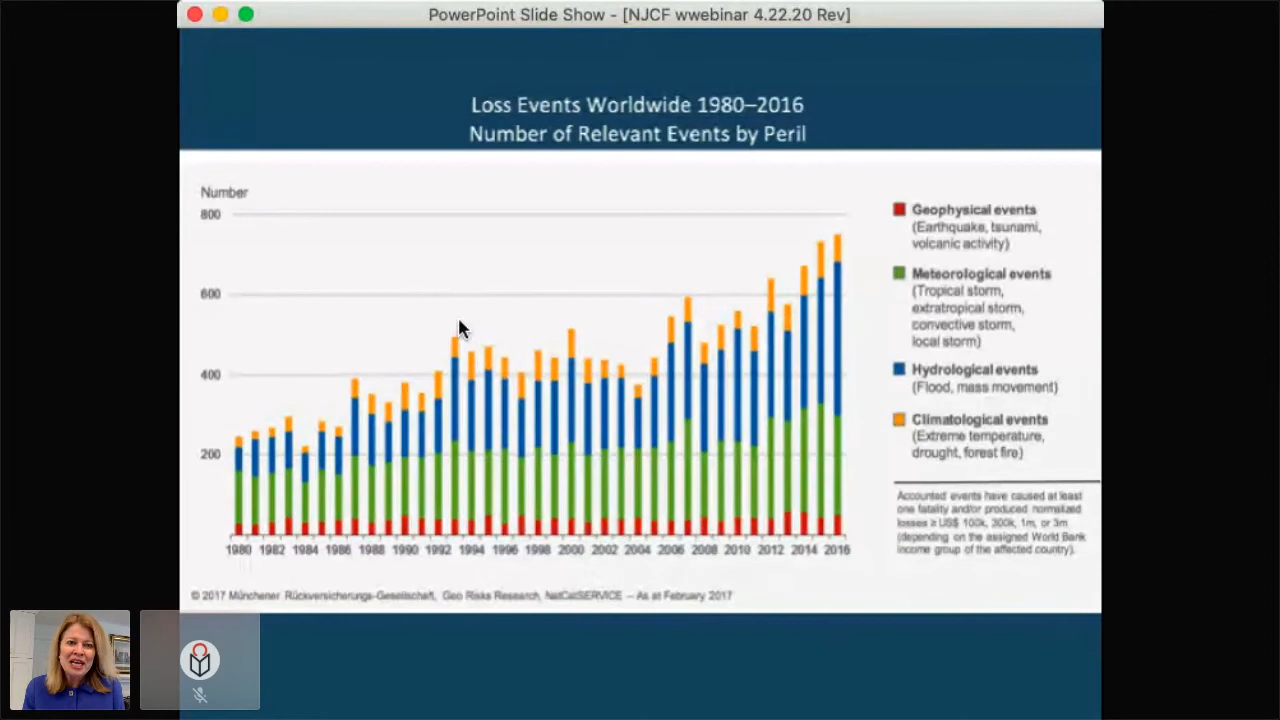 PowerPoint Slide Show - [NJCF wwebinar 4.22.20 Rev]
Loss Events Worldwide 1980–2016
Number of Relevant Events by Peril
Number
800
600
400
200
1980 1982 1984 1986 1988 1990 1992 1994 1996 1998 2000 2002 2004 2006 2008 2010 2012 2014 2016
Geophysical events
(Earthquake, tsunami,
volcanic activity)
Meteorological events
(Tropical storm,
extratropical storm,
convective storm,
local storm)
Hydrological events
(Flood, mass movement)
Climatological events
(Extreme temperature,
drought, forest fire)
Accounted events have caused at least
one fatality and/or produced normalized
losses ≥ US$ 100k, 300k, 1m, or 3m
(depending on the assigned World Bank
income group of the affected country).
© 2017 Münchener Rückversicherungs-Gesellschaft, Geo Risks Research, NatCatSERVICE – As at February 2017